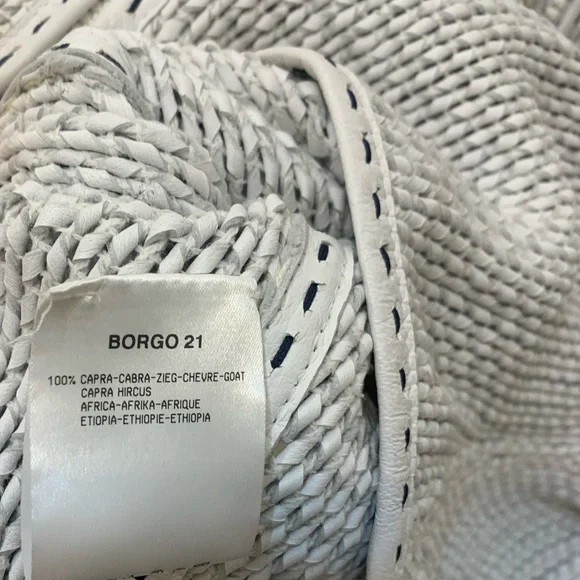 BORGO 21
100% CAPRA-CABRA-ZIEG-CHEVRE-GOAT
CAPRA HIRCUS
AFRICA-AFRIKA-AFRIQUE
ETIOPIA-ETHIOPIE-ETHIOPIA